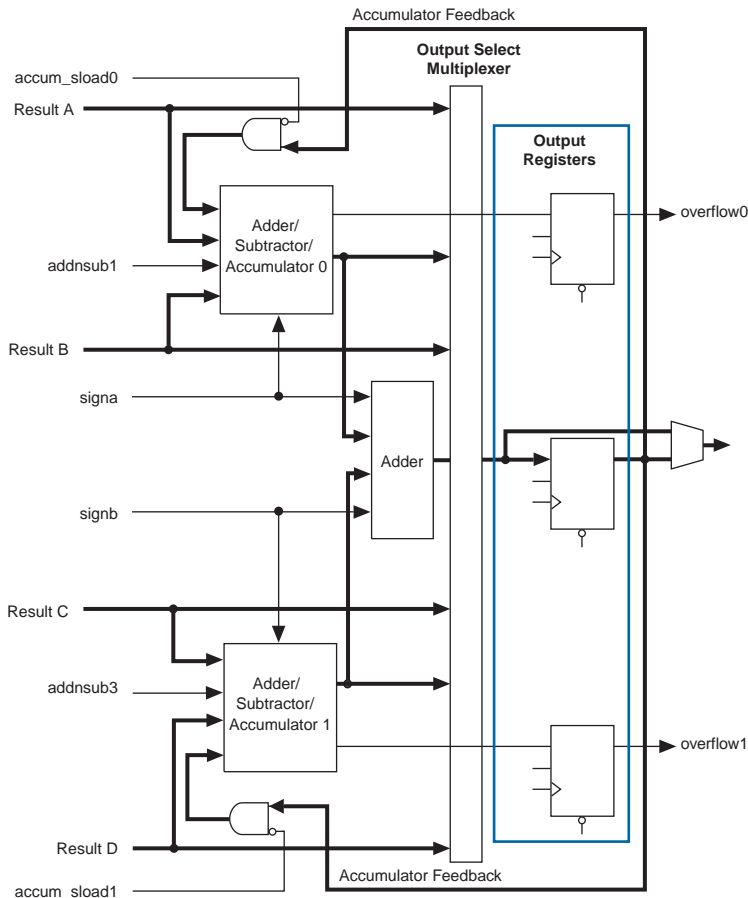 Accumulator Feedback
Output Select
Multiplexer
accum_sload0
Result A
Output
Registers
Adder/
Subtractor/
Accumulator 0
overflow0
addnsub1
Result B
signa
Adder
signb
Result C
Adder/
Subtractor/
Accumulator 1
addnsub3
overflow1
Result D
Accumulator Feedback
accum_sload1